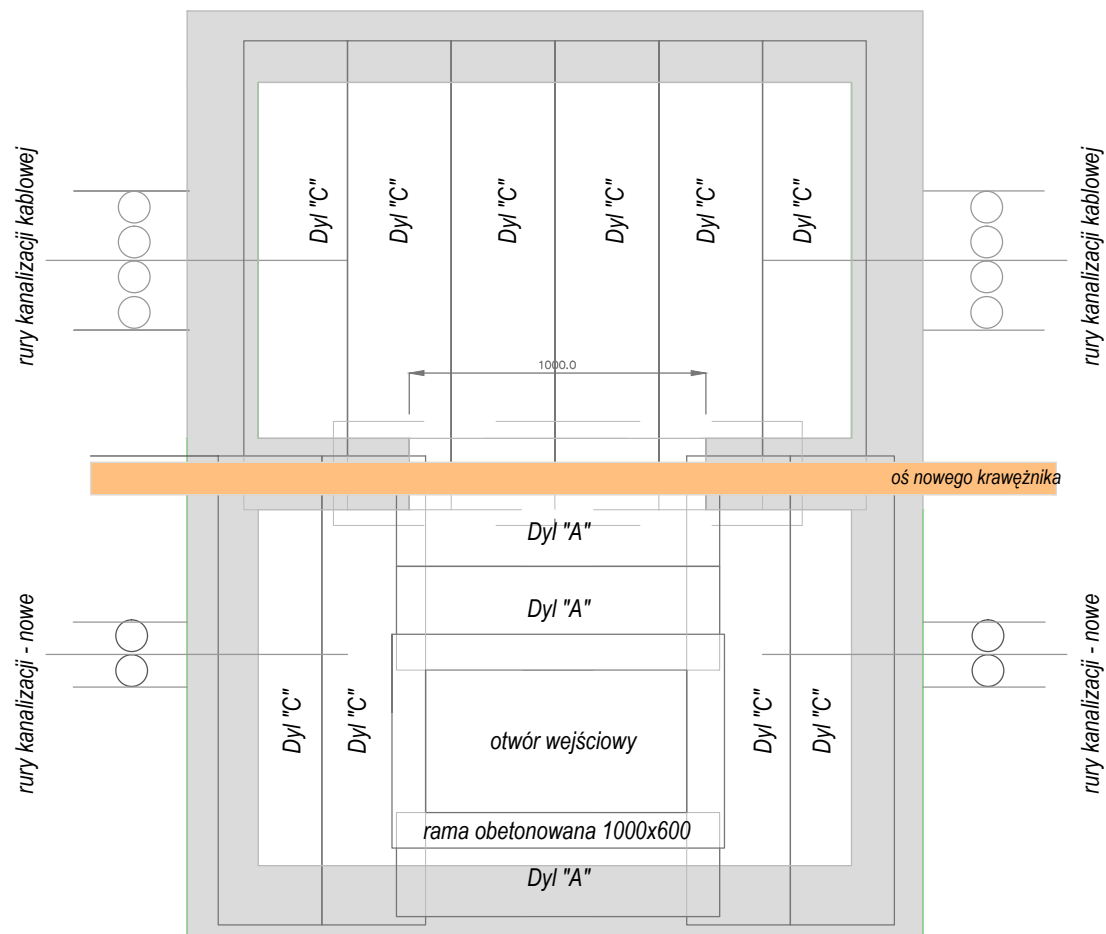 Dyl "C"
Dyl "C"
Dyl "C"
Dyl "C"
Dyl "C"
Dyl "C"
rury kanalizacji kablowej
rury kanalizacji kablowej
1000.0
oś nowego krawężnika
Dyl "A"
Dyl "A"
rury kanalizacji - nowe
rury kanalizacji - nowe
Dyl "C"
Dyl "C"
Dyl "C"
Dyl "C"
otwór wejściowy
rama obetonowana 1000x600
Dyl "A"